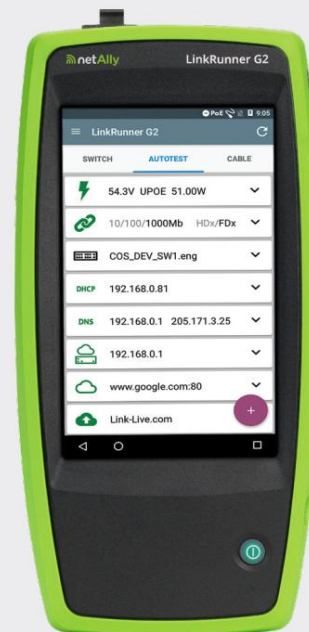 netAlly LinkRunner G2
PoE 9:05
LinkRunner G2
SWITCH AUTOTEST CABLE
54.3V UPOE 51.00W
10/100/1000Mb HDx/FDx
COS_DEV_SW1.eng
DHCP 192.168.0.81
DNS 192.168.0.1 205.171.3.25
192.168.0.1
www.google.com:80
Link-Live.com
+